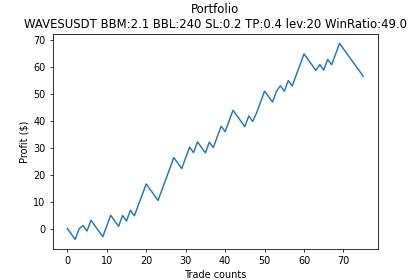 Portfolio
WAVESUSDT BBM:2.1 BBL:240 SL:0.2 TP:0.4 lev:20 WinRatio:49.0
70
60
50
40
30
20
10
0
Profit ($)
0 10 20 30 40 50 60 70
Trade counts